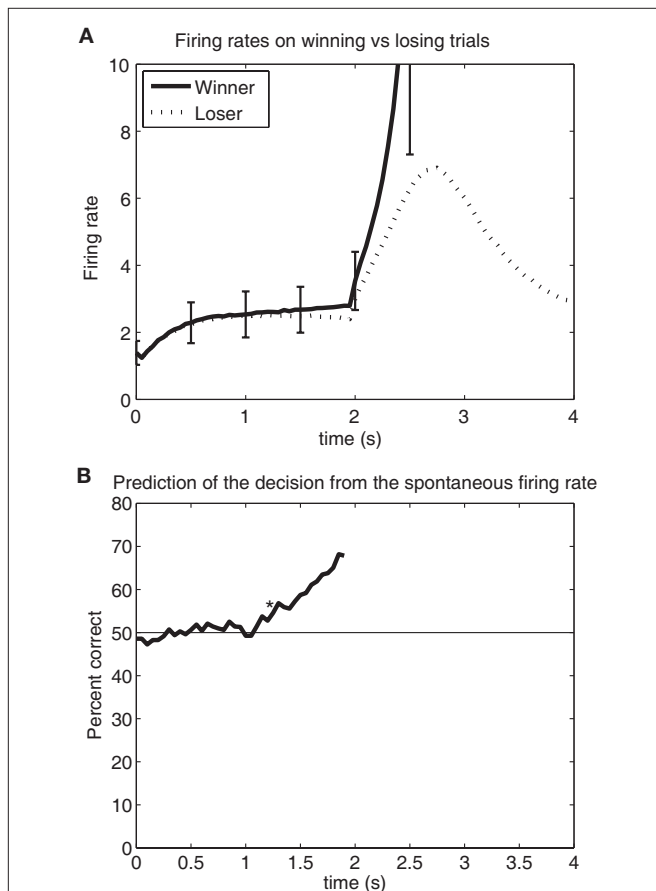 A
Firing rates on winning vs losing trials
10
8
6
4
2
0
Firing rate
Winner
Loser
0 1 2 3 4
time (s)
B
Prediction of the decision from the spontaneous firing rate
80
70
60
50
40
30
20
10
0
Percent correct
*
0 0.5 1 1.5 2 2.5 3 3.5 4
time (s)